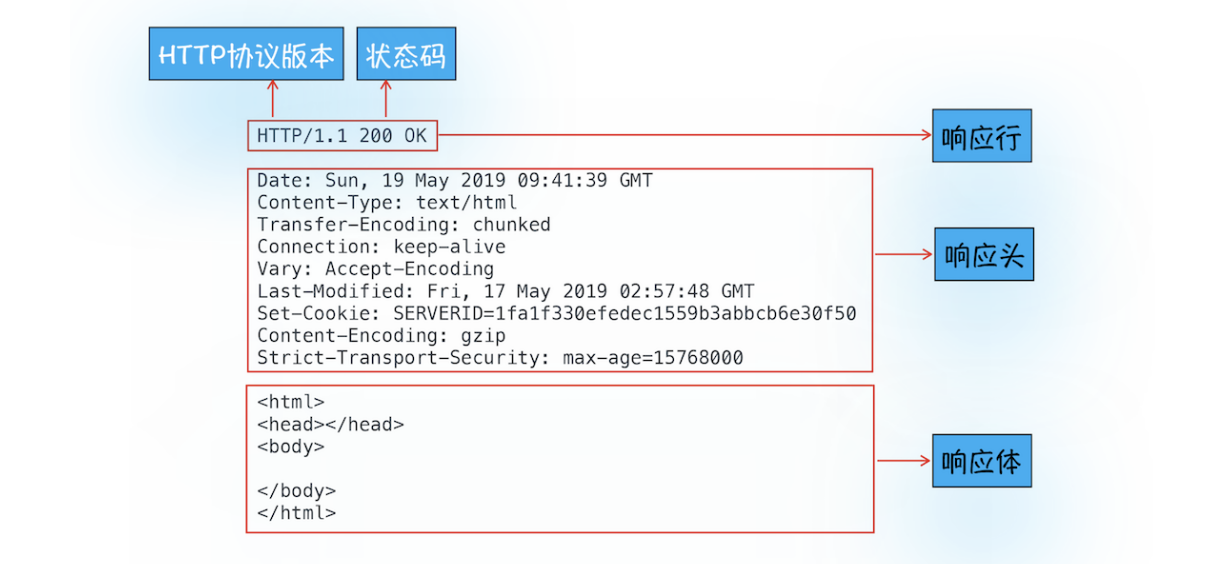 HTTP协议版本
状态码
HTTP/1.1 200 OK
响应行
Date: Sun, 19 May 2019 09:41:39 GMT
Content-Type: text/html
Transfer-Encoding: chunked
Connection: keep-alive
Vary: Accept-Encoding
Last-Modified: Fri, 17 May 2019 02:57:48 GMT
Set-Cookie: SERVERID=1fa1f330efedec1559b3abbcb6e30f50
Content-Encoding: gzip
Strict-Transport-Security: max-age=15768000
响应头
<html>
<head></head>
<body>
</body>
</html>
响应体